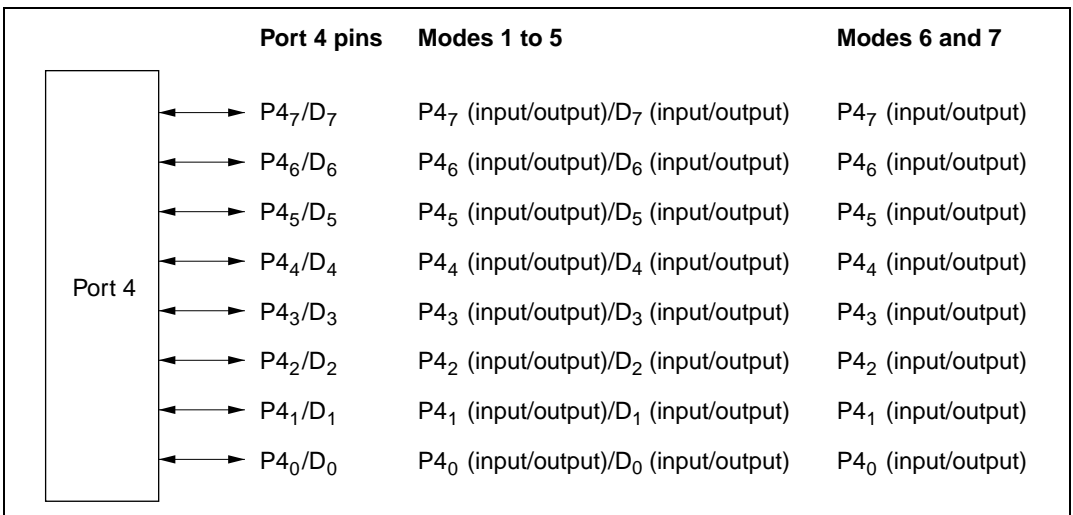 Port 4 pins Modes 1 to 5 Modes 6 and 7
P4₇/D₇ P4₇ (input/output)/D₇ (input/output) P4₇ (input/output)
P4₆/D₆ P4₆ (input/output)/D₆ (input/output) P4₆ (input/output)
P4₅/D₅ P4₅ (input/output)/D₅ (input/output) P4₅ (input/output)
P4₄/D₄ P4₄ (input/output)/D₄ (input/output) P4₄ (input/output)
Port 4
P4₃/D₃ P4₃ (input/output)/D₃ (input/output) P4₃ (input/output)
P4₂/D₂ P4₂ (input/output)/D₂ (input/output) P4₂ (input/output)
P4₁/D₁ P4₁ (input/output)/D₁ (input/output) P4₁ (input/output)
P4₀/D₀ P4₀ (input/output)/D₀ (input/output) P4₀ (input/output)